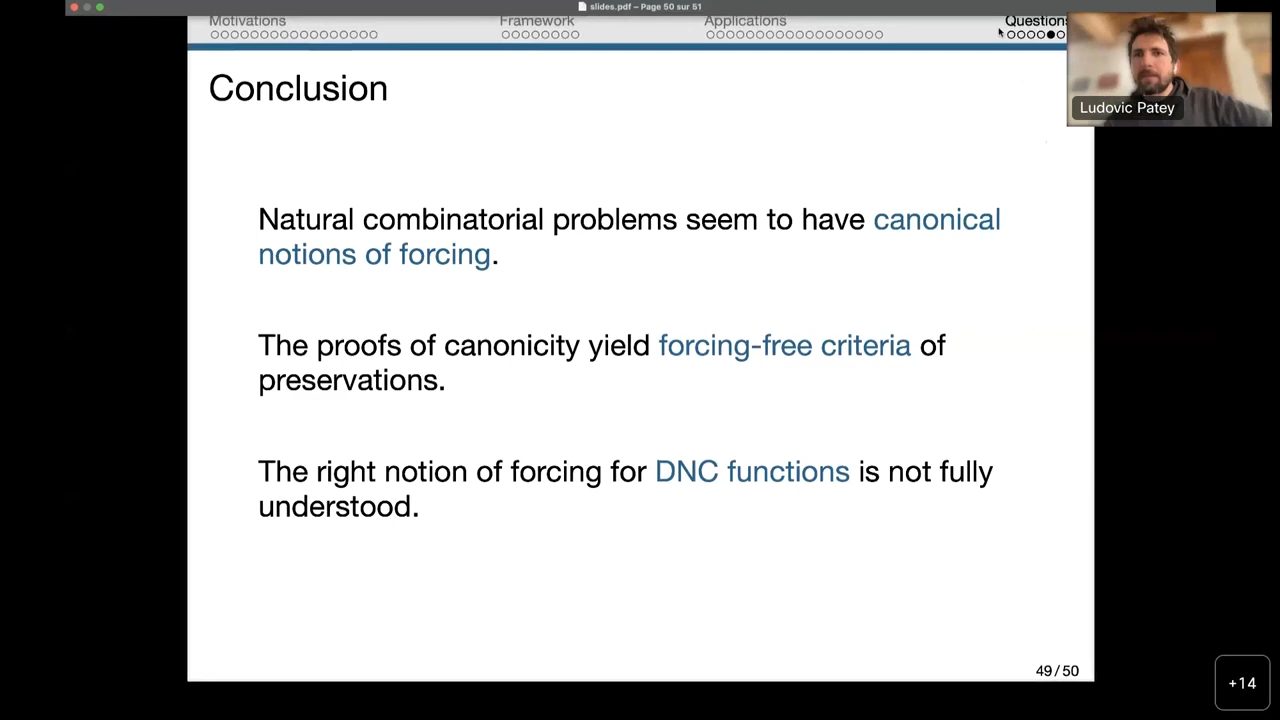 slides.pdf – Page 50 sur 51
Motivations Framework Applications Questions
Ludovic Patey
Conclusion
Natural combinatorial problems seem to have canonical
notions of forcing.
The proofs of canonicity yield forcing-free criteria of
preservations.
The right notion of forcing for DNC functions is not fully
understood.
49 / 50
+14